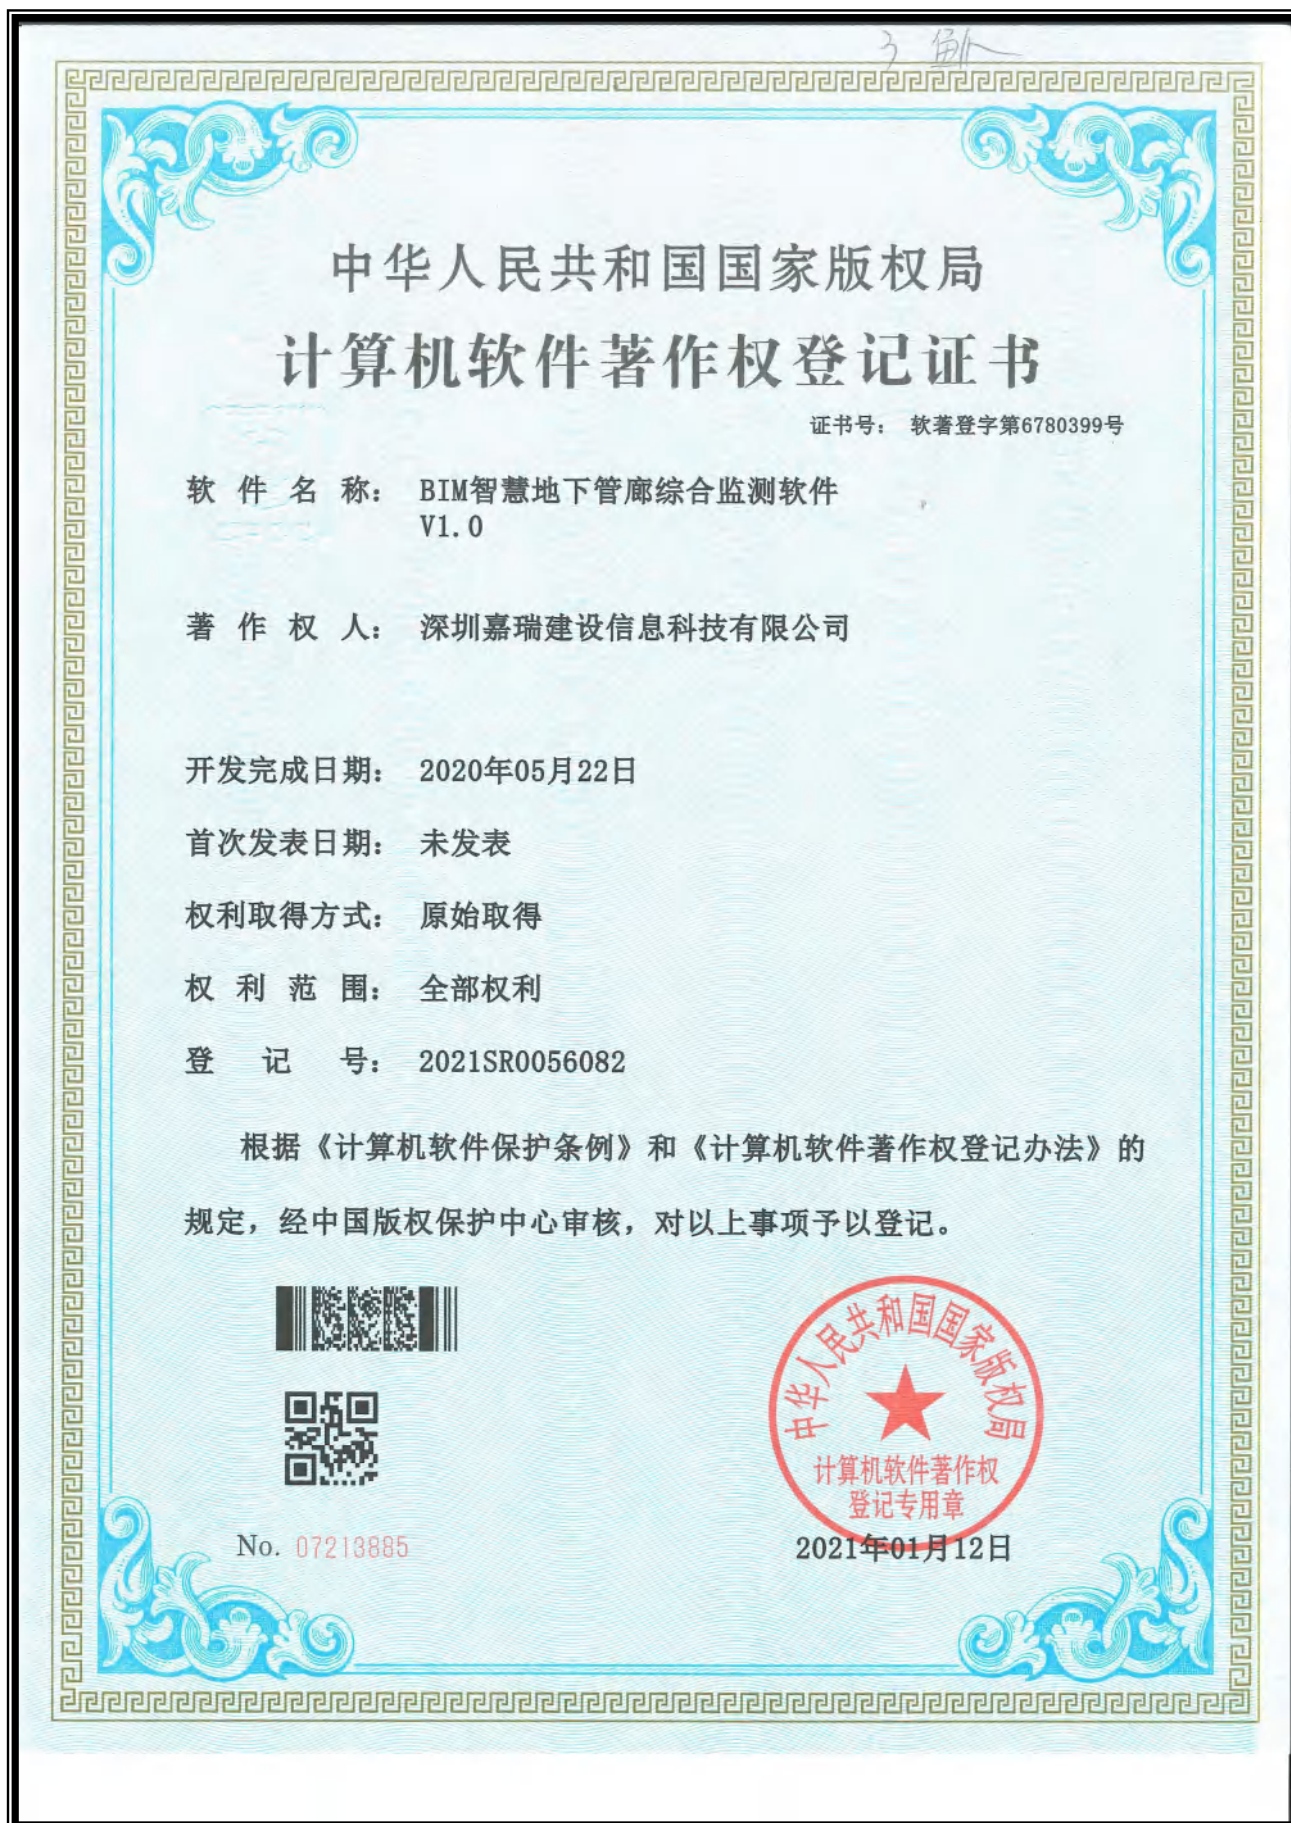 中华人民共和国国家版权局
计算机软件著作权登记证书
证书号： 软著登字第6780399号
软件名称： BIM智慧地下管廊综合监测软件
V1.0
著作权人： 深圳嘉瑞建设信息科技有限公司
开发完成日期： 2020年05月22日
首次发表日期： 未发表
权利取得方式： 原始取得
权利范围： 全部权利
登记号： 2021SR0056082
根据《计算机软件保护条例》和《计算机软件著作权登记办法》的
规定，经中国版权保护中心审核，对以上事项予以登记。
中华人民共和国国家版权局
计算机软件著作权
登记专用章
No. 07213885
2021年01月12日